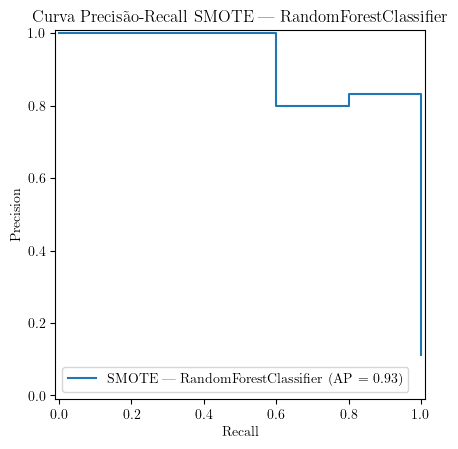 Curva Precisão-Recall SMOTE — RandomForestClassifier
1.0
0.8
0.6
0.4
0.2
0.0
Precision
SMOTE — RandomForestClassifier (AP = 0.93)
0.0 0.2 0.4 0.6 0.8 1.0
Recall